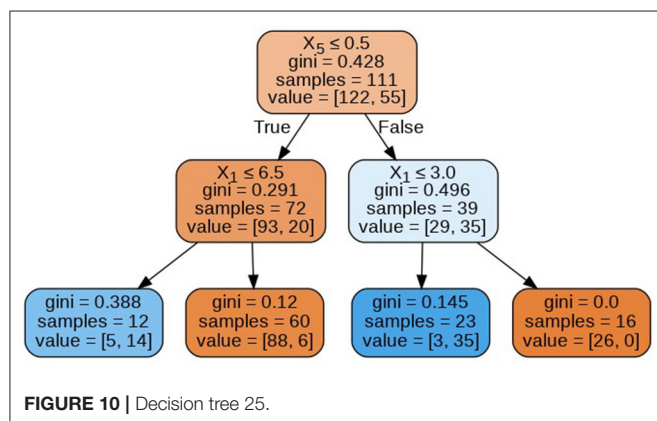 X5 ≤ 0.5
gini = 0.428
samples = 111
value = [122, 55]
True
False
X1 ≤ 6.5
gini = 0.291
samples = 72
value = [93, 20]
X1 ≤ 3.0
gini = 0.496
samples = 39
value = [29, 35]
gini = 0.388
samples = 12
value = [5, 14]
gini = 0.12
samples = 60
value = [88, 6]
gini = 0.145
samples = 23
value = [3, 35]
gini = 0.0
samples = 16
value = [26, 0]
FIGURE 10 | Decision tree 25.